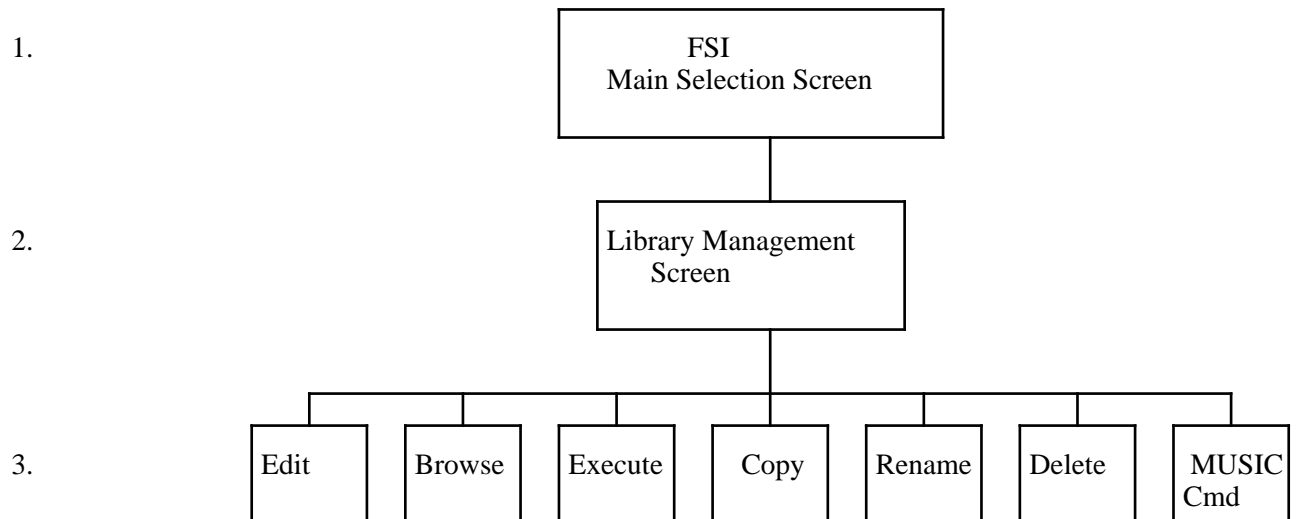 1.
FSI
Main Selection Screen
2.
Library Management
Screen
3.
Edit
Browse
Execute
Copy
Rename
Delete
MUSIC
Cmd